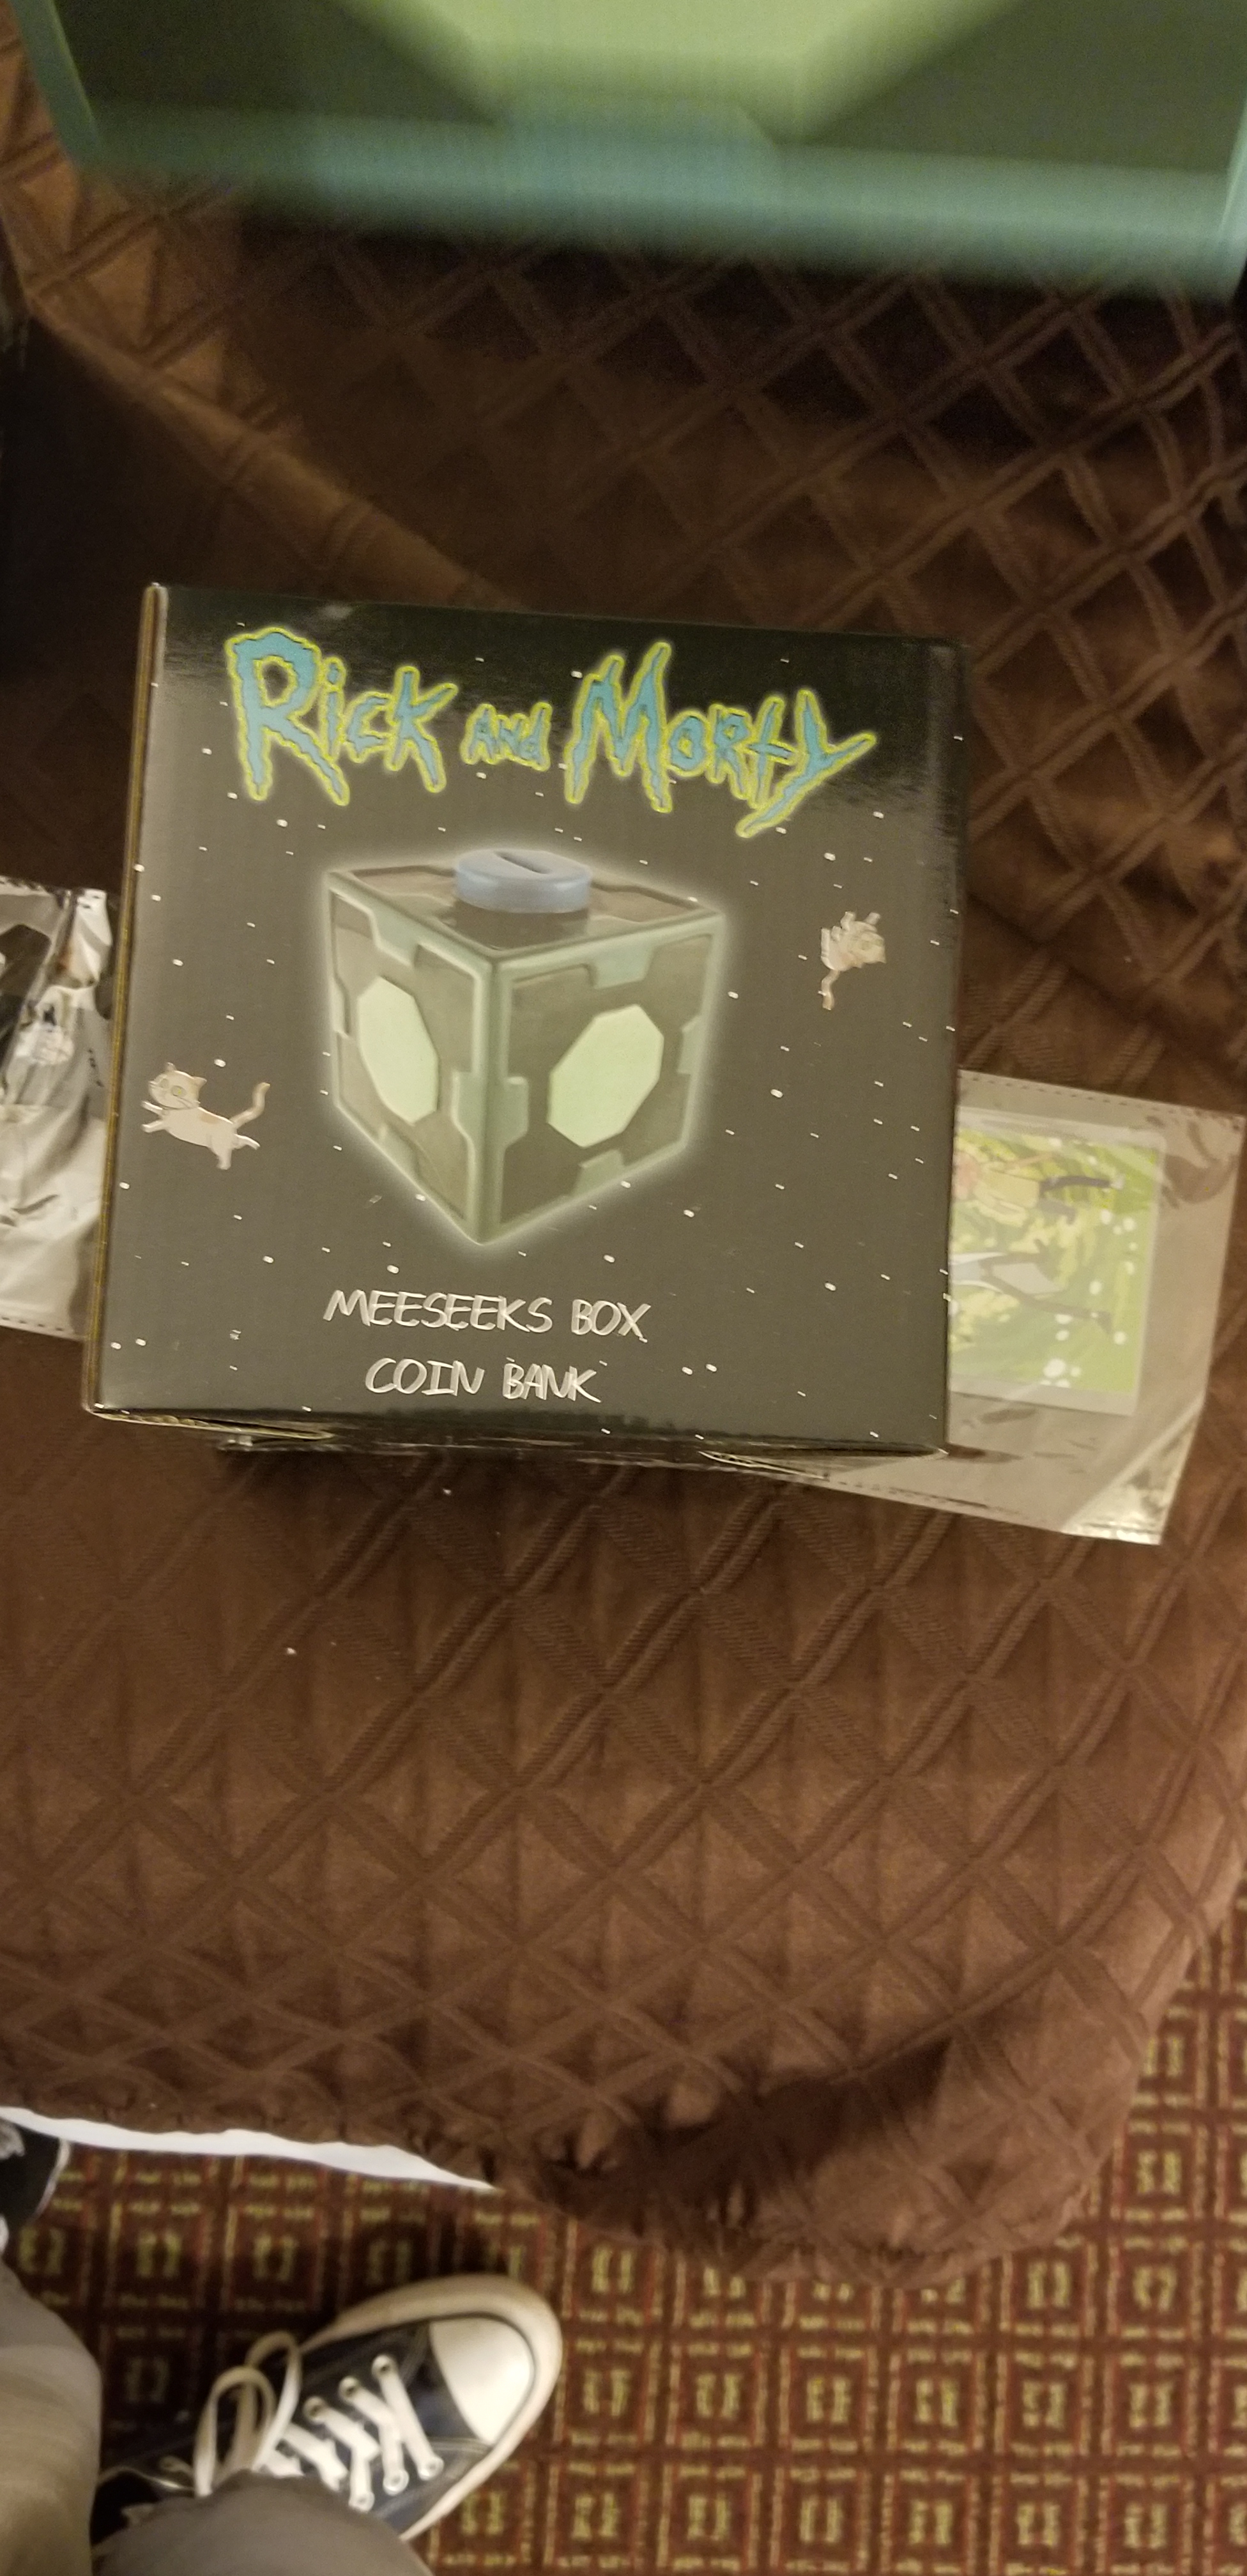 Rick and Morty
MEESEEKS BOX
COIN BANK